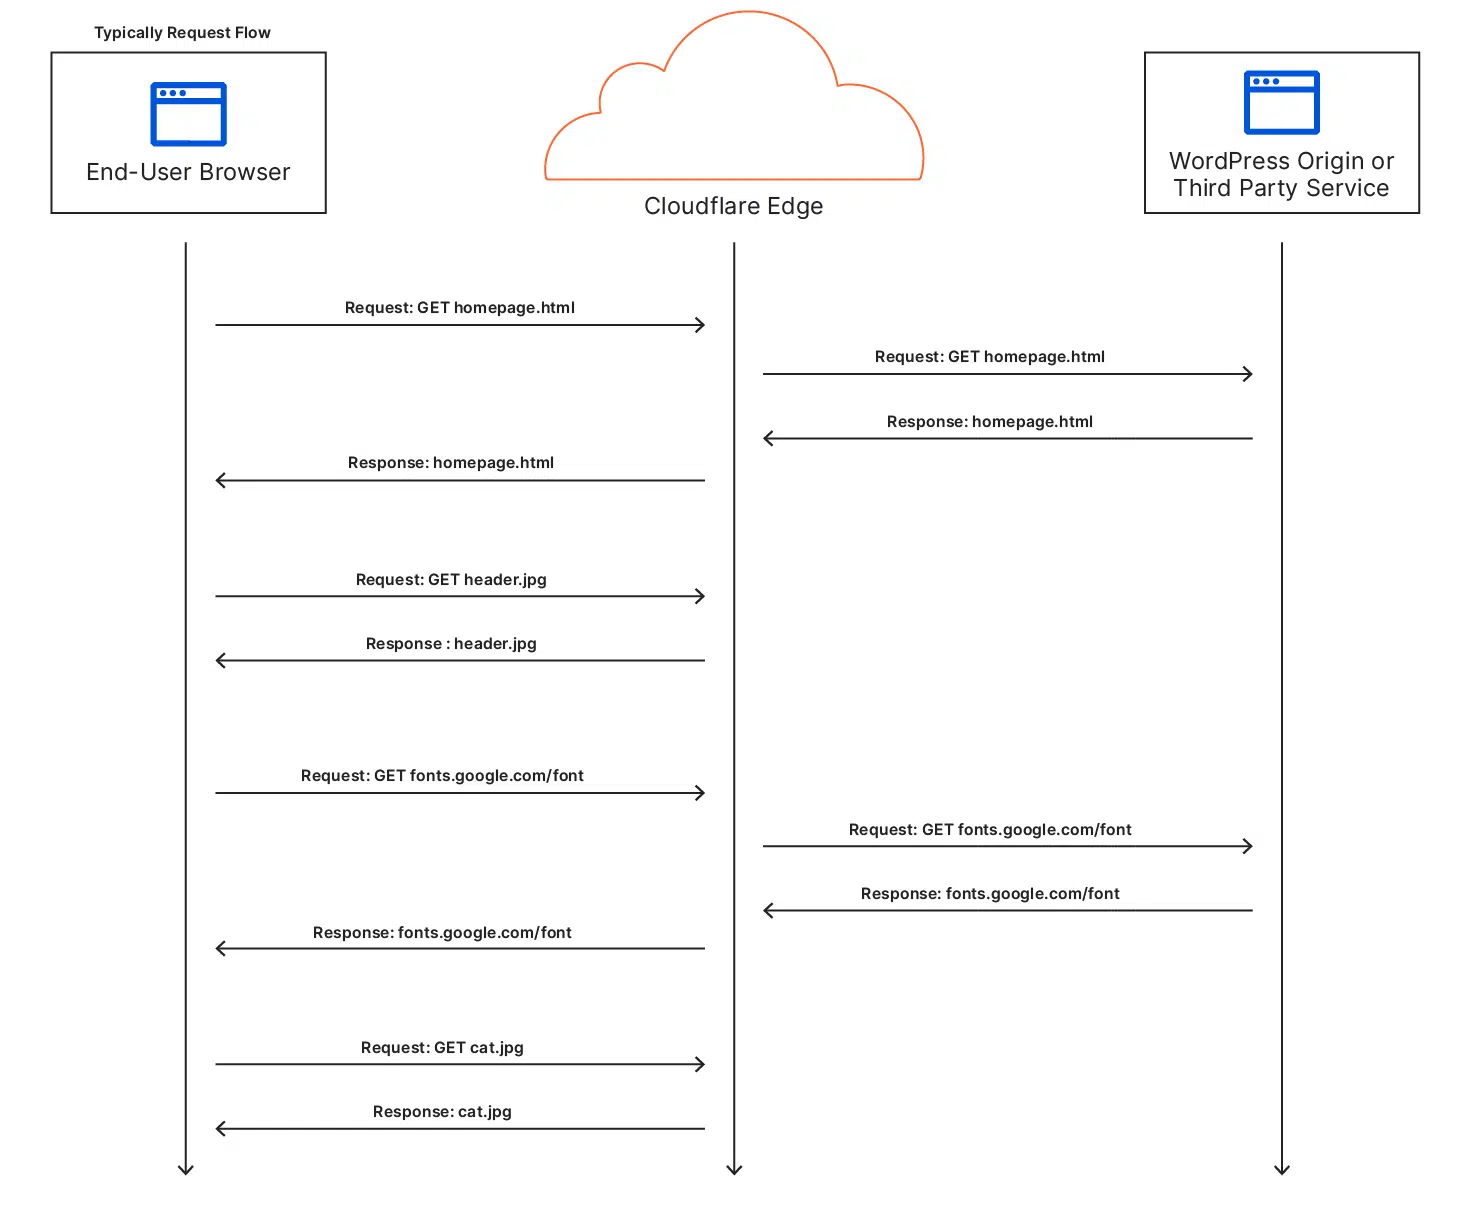 Typically Request Flow
End-User Browser
Cloudflare Edge
WordPress Origin or
Third Party Service
Request: GET homepage.html
Request: GET homepage.html
Response: homepage.html
Response: homepage.html
Request: GET header.jpg
Response : header.jpg
Request: GET fonts.google.com/font
Request: GET fonts.google.com/font
Response: fonts.google.com/font
Response: fonts.google.com/font
Request: GET cat.jpg
Response: cat.jpg